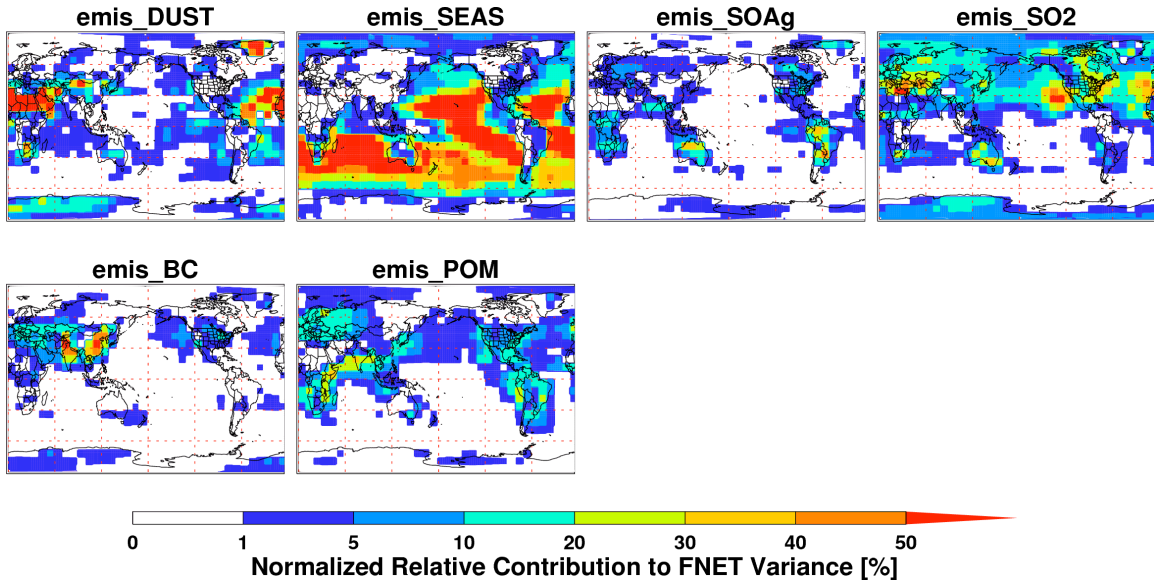 emis_DUST emis_SEAS emis_SOAg emis_SO2
emis_BC emis_POM
0 1 5 10 20 30 40 50
Normalized Relative Contribution to FNET Variance [%]